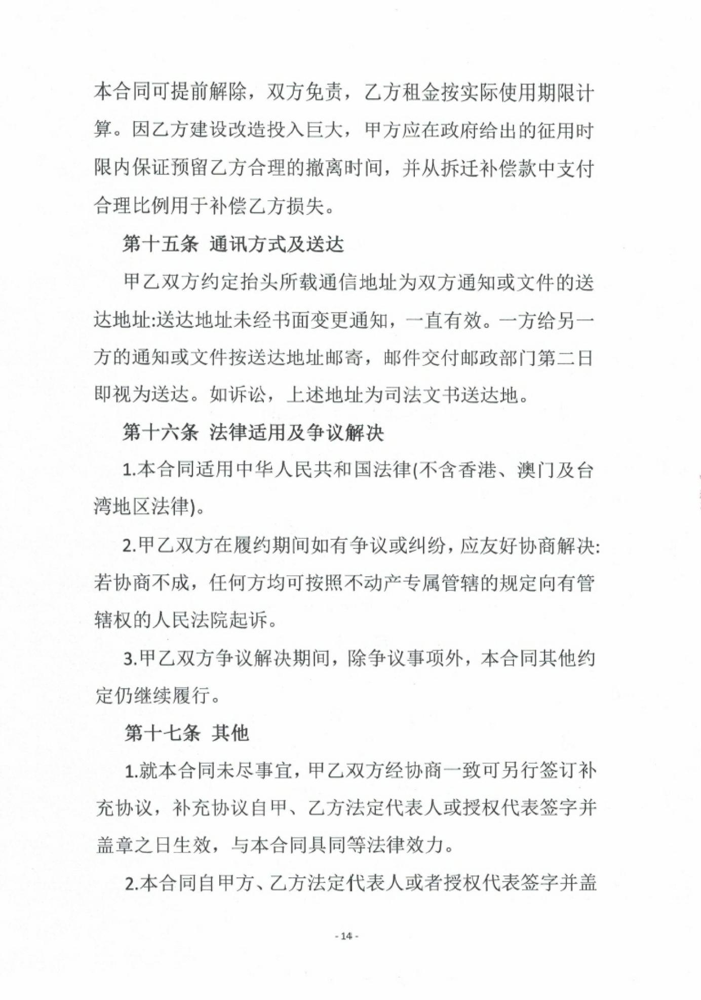 本合同可提前解除，双方免责，乙方租金按实际使用期限计
算。因乙方建设改造投入巨大，甲方应在政府给出的征用时
限内保证预留乙方合理的撤离时间，并从拆迁补偿款中支付
合理比例用于补偿乙方损失。
第十五条 通讯方式及送达
甲乙双方约定抬头所载通信地址为双方通知或文件的送
达地址:送达地址未经书面变更通知，一直有效。一方给另一
方的通知或文件按送达地址邮寄，邮件交付邮政部门第二日
即视为送达。如诉讼，上述地址为司法文书送达地。
第十六条 法律适用及争议解决
1.本合同适用中华人民共和国法律(不含香港、澳门及台
湾地区法律)。
2.甲乙双方在履约期间如有争议或纠纷，应友好协商解决:
若协商不成，任何方均可按照不动产专属管辖的规定向有管
辖权的人民法院起诉。
3.甲乙双方争议解决期间，除争议事项外，本合同其他约
定仍继续履行。
第十七条 其他
1.就本合同未尽事宜，甲乙双方经协商一致可另行签订补
充协议，补充协议自甲、乙方法定代表人或授权代表签字并
盖章之日生效，与本合同具同等法律效力。
2.本合同自甲方、乙方法定代表人或者授权代表签字并盖
- 14 -